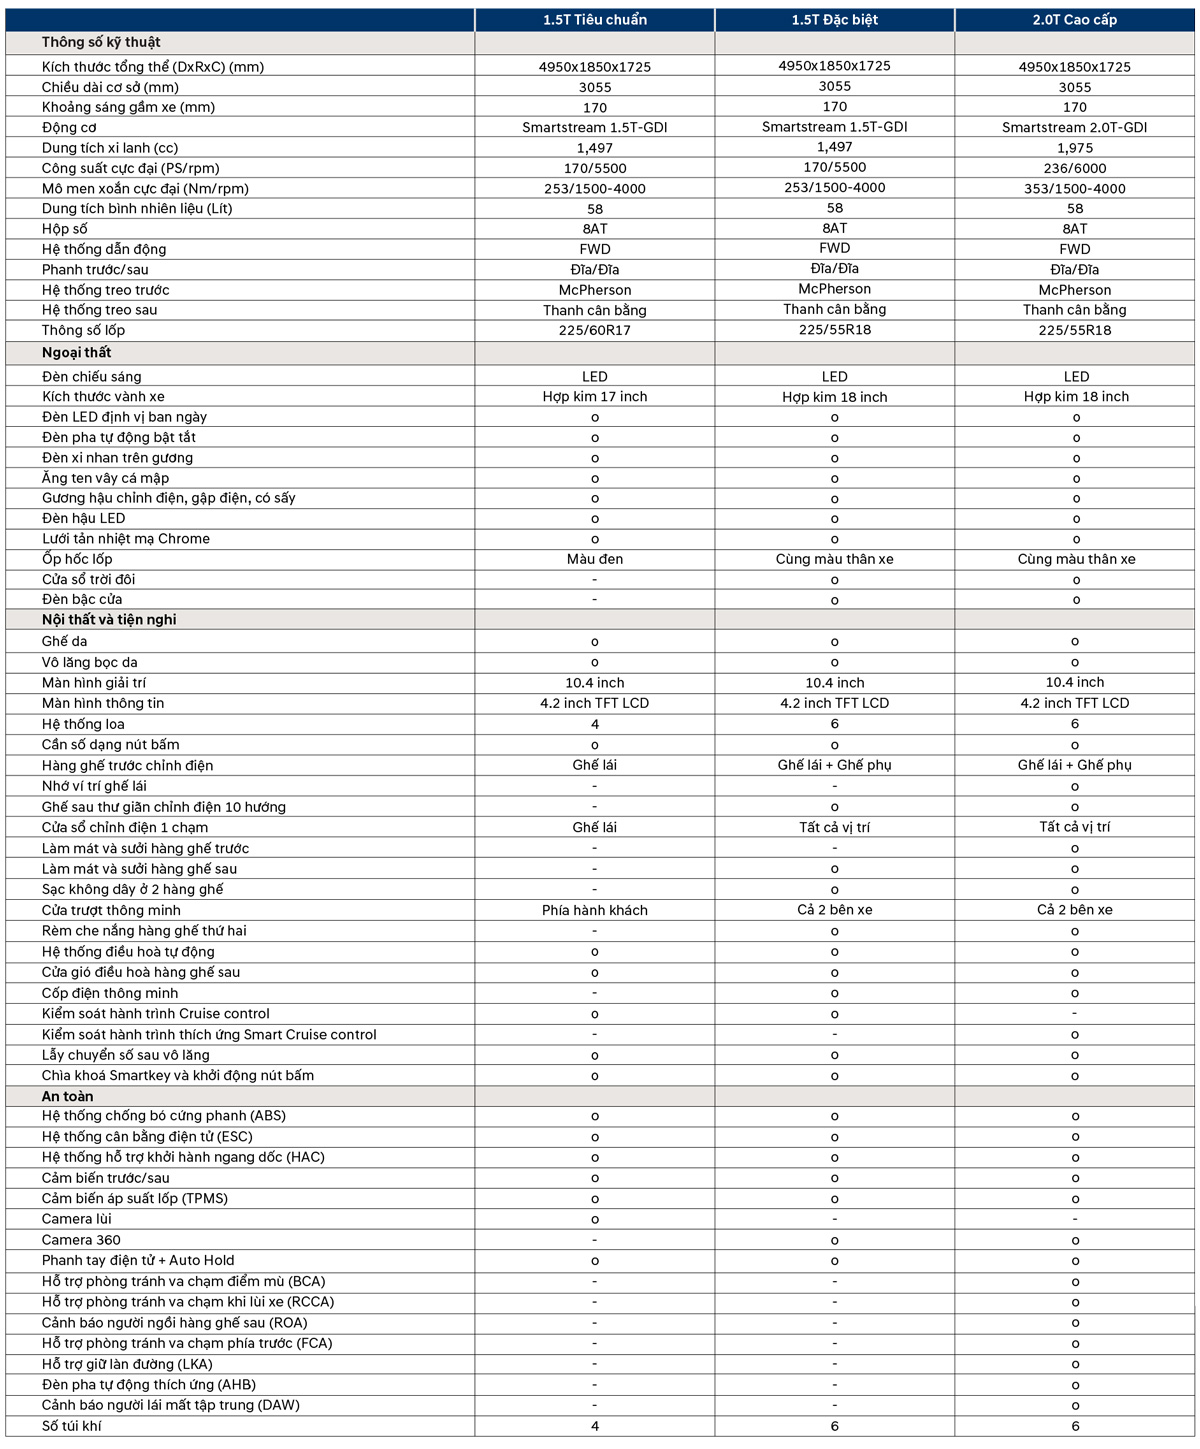 1.5T Tiêu chuẩn 1.5T Đặc biệt 2.0T Cao cấp
Thông số kỹ thuật
Kích thước tổng thể (DxRxC) (mm) 4950x1850x1725 4950x1850x1725 4950x1850x1725
Chiều dài cơ sở (mm) 3055 3055 3055
Khoảng sáng gầm xe (mm) 170 170 170
Động cơ Smartstream 1.5T-GDI Smartstream 1.5T-GDI Smartstream 2.0T-GDI
Dung tích xi lanh (cc) 1,497 1,497 1,975
Công suất cực đại (PS/rpm) 170/5500 170/5500 236/6000
Mô men xoắn cực đại (Nm/rpm) 253/1500-4000 253/1500-4000 353/1500-4000
Dung tích bình nhiên liệu (Lít) 58 58 58
Hộp số 8AT 8AT 8AT
Hệ thống dẫn động FWD FWD FWD
Phanh trước/sau Đĩa/Đĩa Đĩa/Đĩa Đĩa/Đĩa
Hệ thống treo trước McPherson McPherson McPherson
Hệ thống treo sau Thanh cân bằng Thanh cân bằng Thanh cân bằng
Thông số lốp 225/60R17 225/55R18 225/55R18
Ngoại thất
Đèn chiếu sáng LED LED LED
Kích thước vành xe Hợp kim 17 inch Hợp kim 18 inch Hợp kim 18 inch
Đèn LED định vị ban ngày o o o
Đèn pha tự động bật tắt o o o
Đèn xi nhan trên gương o o o
Ăng ten vây cá mập o o o
Gương hậu chỉnh điện, gập điện, có sấy o o o
Đèn hậu LED o o o
Lưới tản nhiệt mạ Chrome o o o
Ốp hốc lốp Màu đen Cùng màu thân xe Cùng màu thân xe
Cửa sổ trời đôi - o o
Đèn bậc cửa - o o
Nội thất và tiện nghi
Ghế da o o o
Vô lăng bọc da o o o
Màn hình giải trí 10.4 inch 10.4 inch 10.4 inch
Màn hình thông tin 4.2 inch TFT LCD 4.2 inch TFT LCD 4.2 inch TFT LCD
Hệ thống loa 4 6 6
Cần số dạng nút bấm o o o
Hàng ghế trước chỉnh điện Ghế lái Ghế lái + Ghế phụ Ghế lái + Ghế phụ
Nhớ ví trí ghế lái - - o
Ghế sau thư giãn chỉnh điện 10 hướng - o o
Cửa sổ chỉnh điện 1 chạm Ghế lái Tất cả vị trí Tất cả vị trí
Làm mát và sưởi hàng ghế trước - - o
Làm mát và sưởi hàng ghế sau - o o
Sạc không dây ở 2 hàng ghế - o o
Cửa trượt thông minh Phía hành khách Cả 2 bên xe Cả 2 bên xe
Rèm che nắng hàng ghế thứ hai - o o
Hệ thống điều hoà tự động o o o
Cửa gió điều hoà hàng ghế sau o o o
Cốp điện thông minh - o o
Kiểm soát hành trình Cruise control o o -
Kiểm soát hành trình thích ứng Smart Cruise control - - o
Lẫy chuyển số sau vô lăng o o o
Chìa khoá Smartkey và khởi động nút bấm o o o
An toàn
Hệ thống chống bó cứng phanh (ABS) o o o
Hệ thống cân bằng điện tử (ESC) o o o
Hệ thống hỗ trợ khởi hành ngang dốc (HAC) o o o
Cảm biến trước/sau o o o
Cảm biến áp suất lốp (TPMS) o o o
Camera lùi o - -
Camera 360 - o o
Phanh tay điện tử + Auto Hold o o o
Hỗ trợ phòng tránh va chạm điểm mù (BCA) - - o
Hỗ trợ phòng tránh va chạm khi lùi xe (RCCA) - - o
Cảnh báo người ngồi hàng ghế sau (ROA) - - o
Hỗ trợ phòng tránh va chạm phía trước (FCA) - - o
Hỗ trợ giữ làn đường (LKA) - - o
Đèn pha tự động thích ứng (AHB) - - o
Cảnh báo người lái mất tập trung (DAW) - - o
Số túi khí 4 6 6